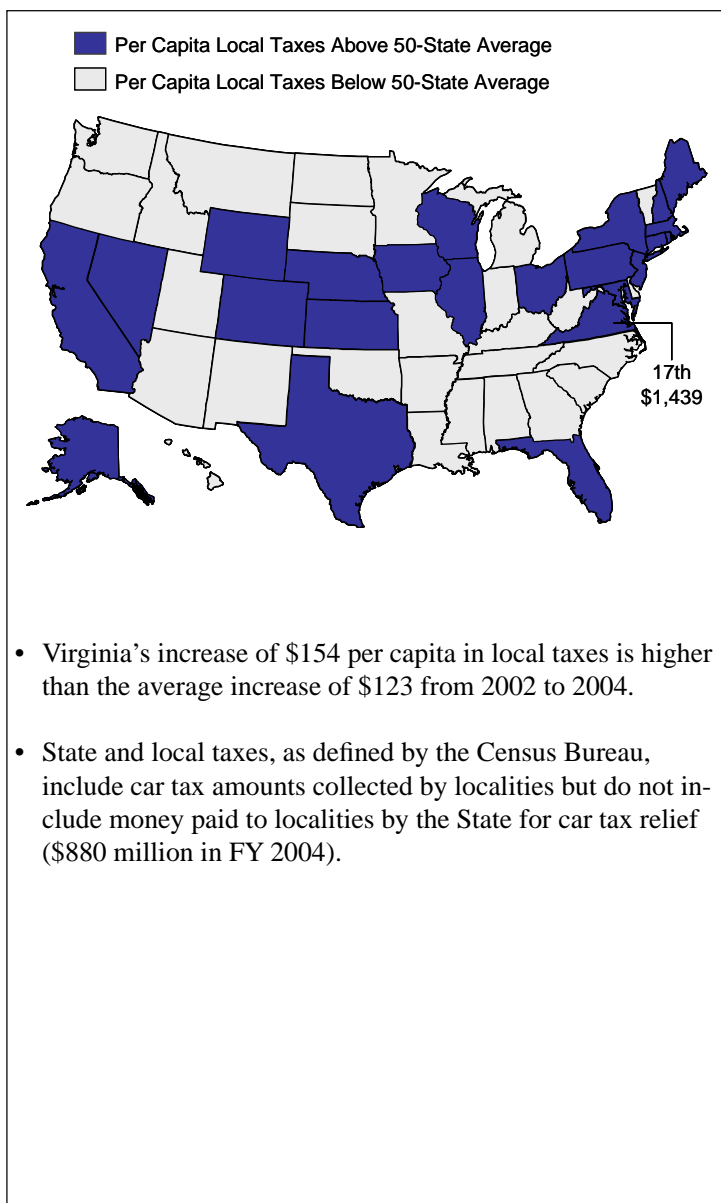 Per Capita Local Taxes Above 50-State Average
Per Capita Local Taxes Below 50-State Average
17th
$1,439
• Virginia's increase of $154 per capita in local taxes is higher
than the average increase of $123 from 2002 to 2004.
• State and local taxes, as defined by the Census Bureau,
include car tax amounts collected by localities but do not in-
clude money paid to localities by the State for car tax relief
($880 million in FY 2004).